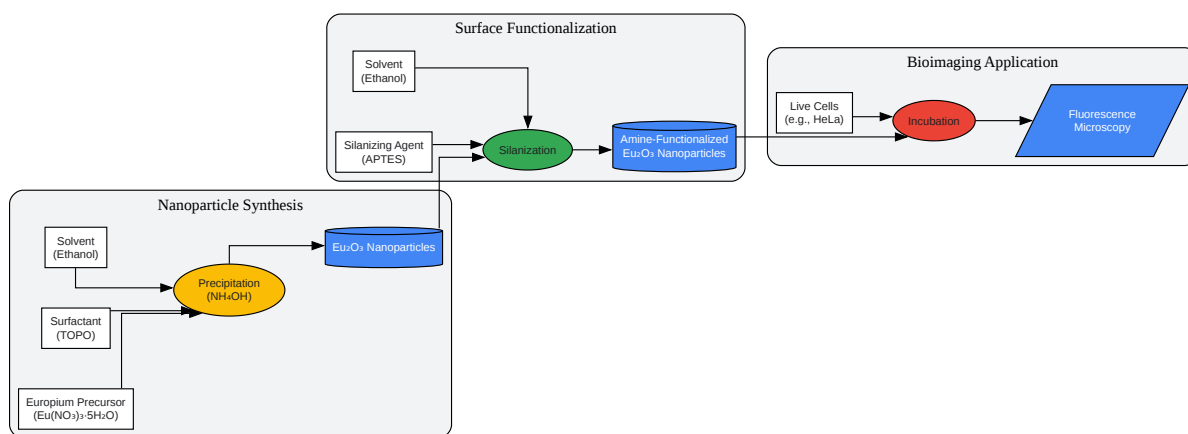 Surface Functionalization
Solvent
(Ethanol)
Silanizing Agent
(APTES)
Silanization
Amine-Functionalized
Eu₂O₃ Nanoparticles
Bioimaging Application
Live Cells
(e.g., HeLa)
Incubation
Fluorescence
Microscopy
Nanoparticle Synthesis
Solvent
(Ethanol)
Surfactant
(TOPO)
Europium Precursor
(Eu(NO₃)₃·5H₂O)
Precipitation
(NH₄OH)
Eu₂O₃ Nanoparticles